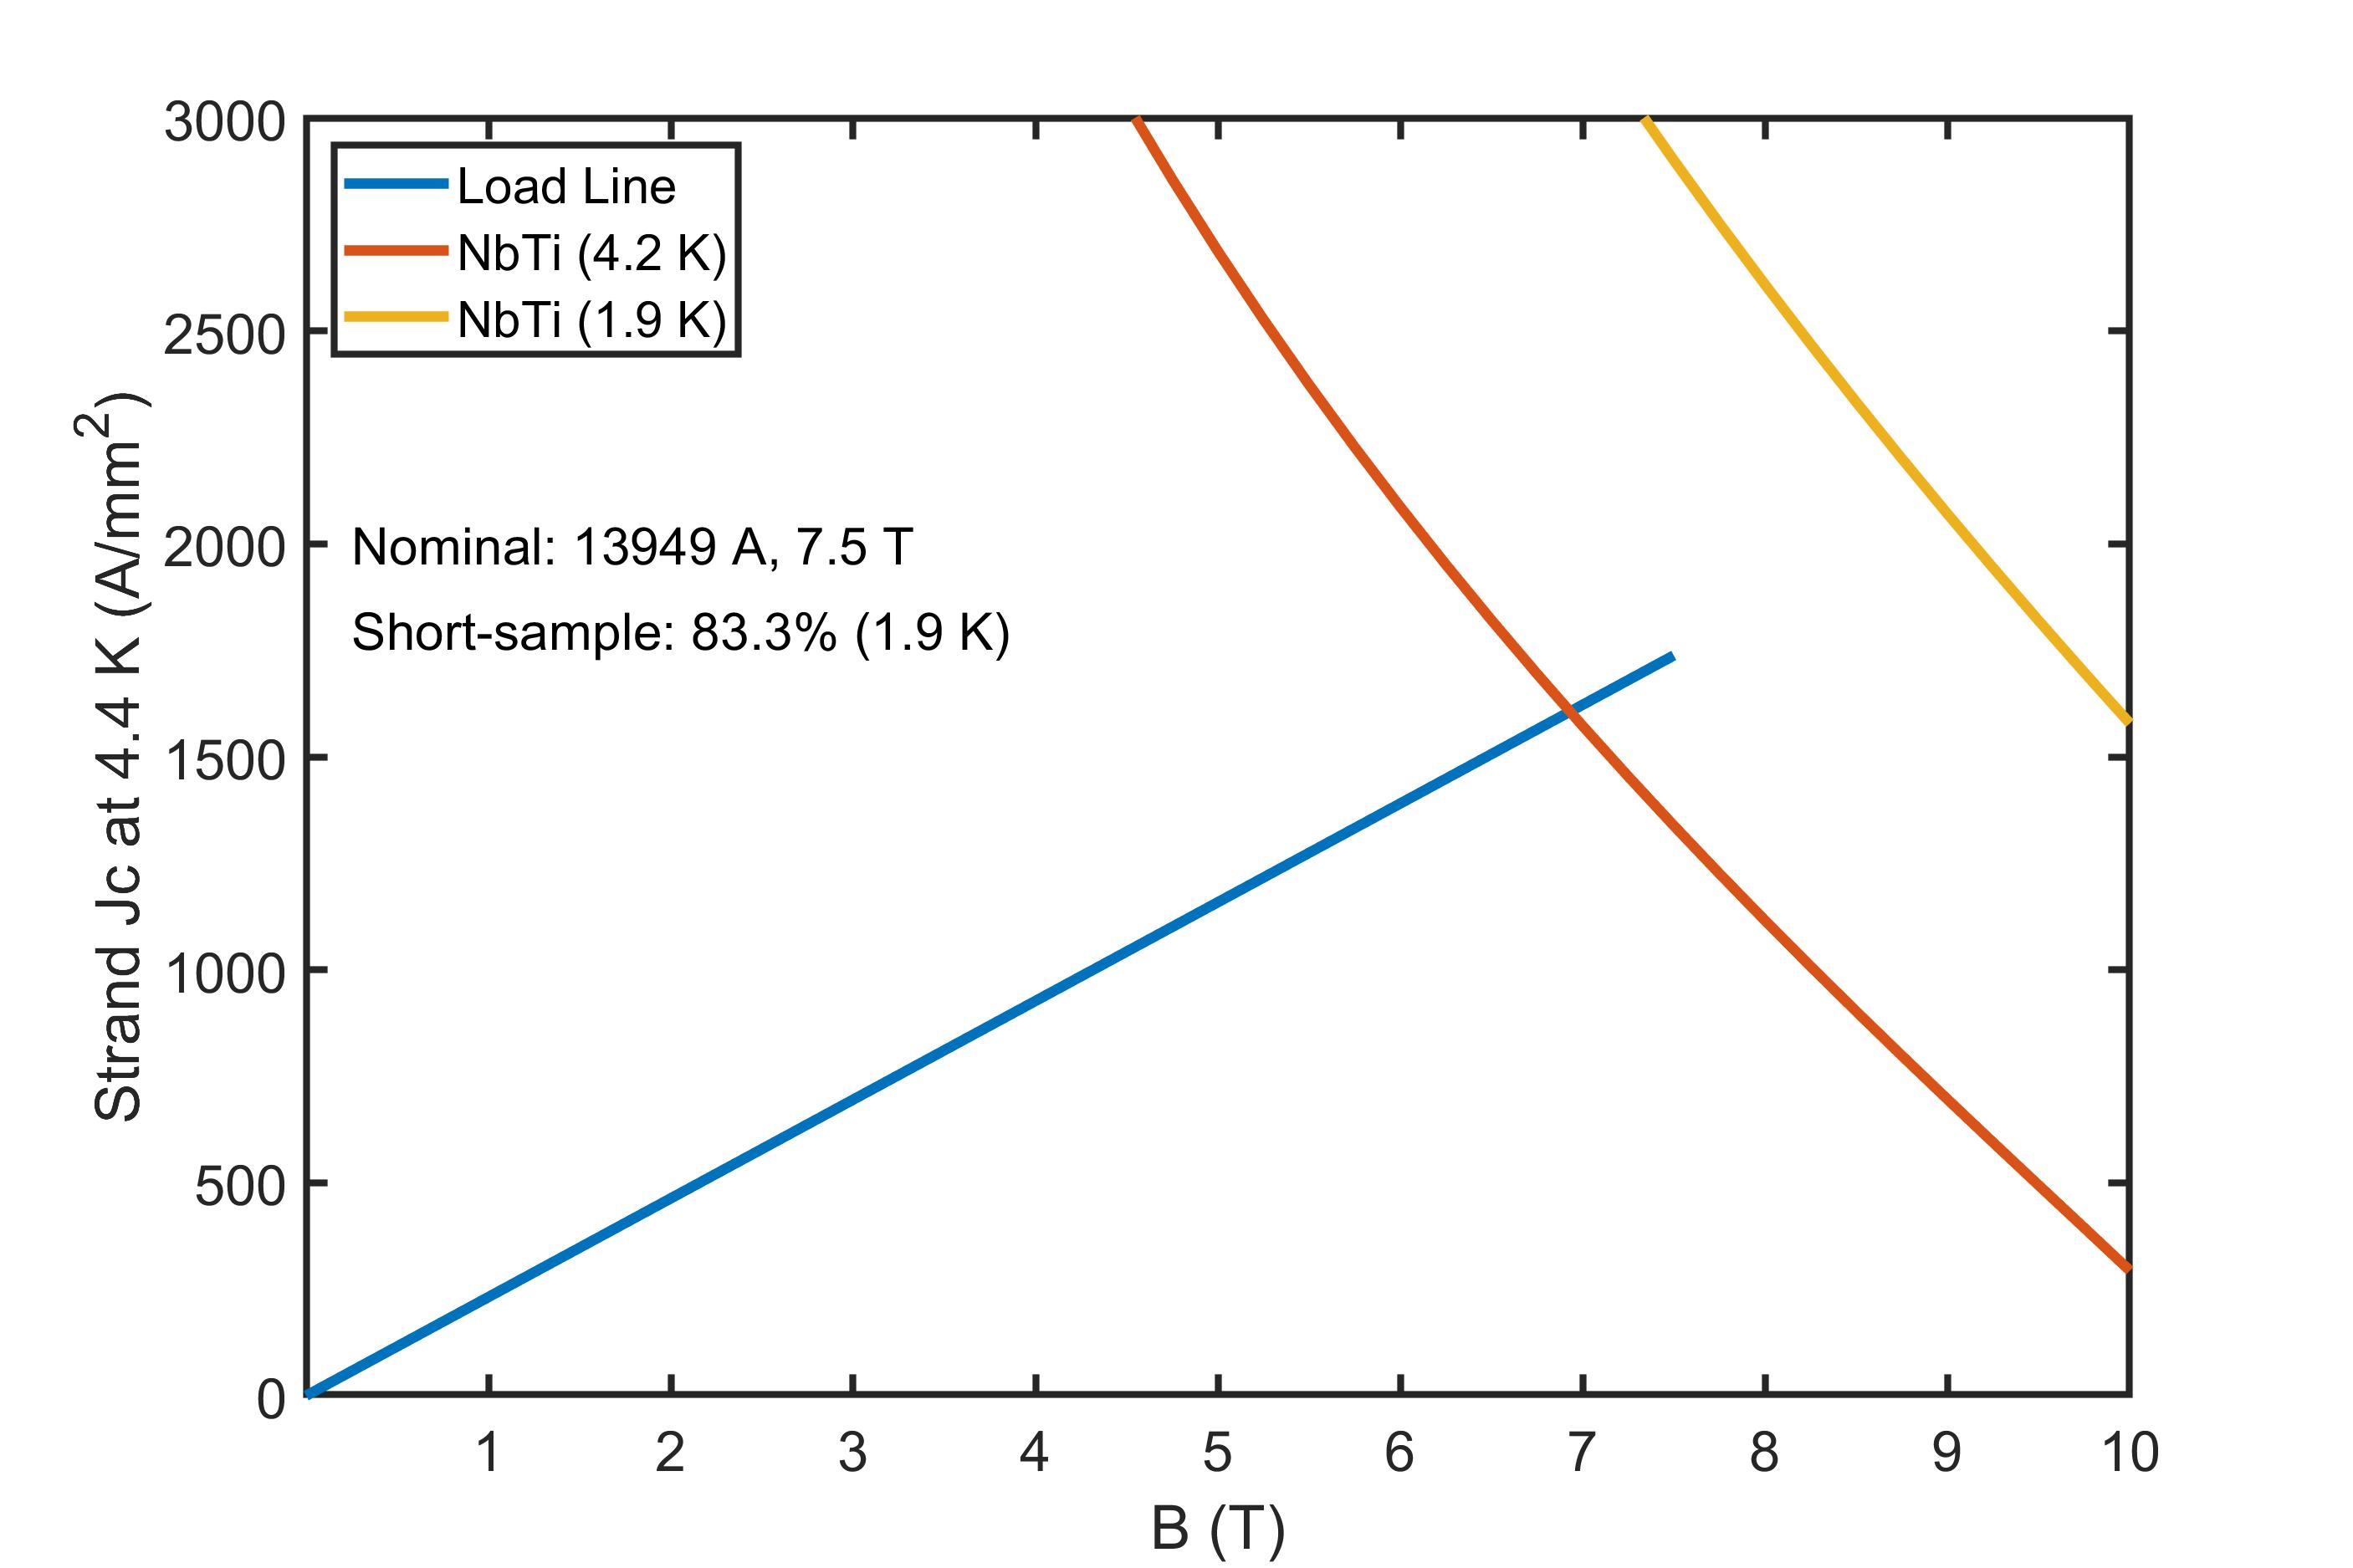 3000
2500
2000
1500
1000
500
0
Strand Jc at 4.4 K (A/mm²)
Load Line
NbTi (4.2 K)
NbTi (1.9 K)
Nominal: 13949 A, 7.5 T
Short-sample: 83.3% (1.9 K)
1 2 3 4 5 6 7 8 9 10
B (T)